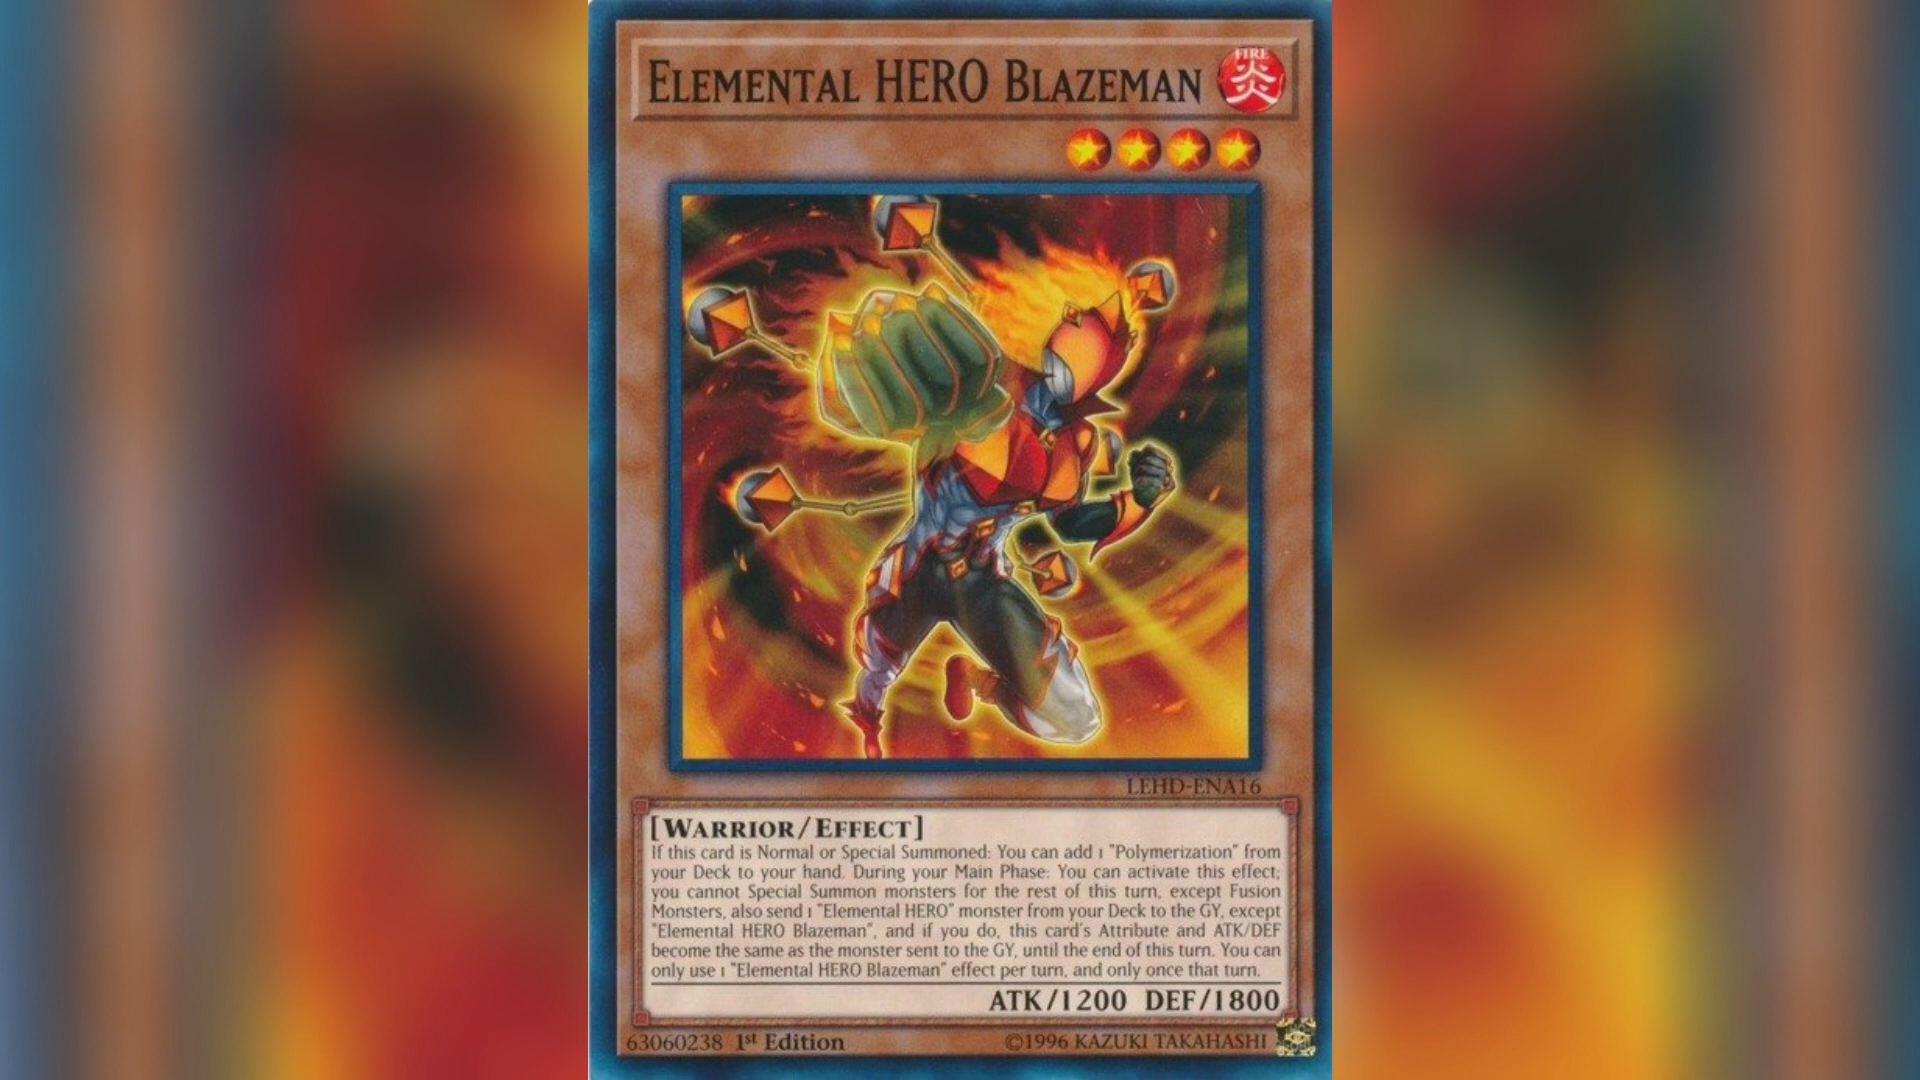 ELEMENTAL HERO BLAZEMAN
FIRE
炎
LEHD-ENA16
[WARRIOR/EFFECT]
If this card is Normal or Special Summoned: You can add 1 "Polymerization" from
your Deck to your hand. During your Main Phase: You can activate this effect;
you cannot Special Summon monsters for the rest of this turn, except Fusion
Monsters, also send 1 "Elemental HERO" monster from your Deck to the GY, except
"Elemental HERO Blazeman", and if you do, this card's Attribute and ATK/DEF
become the same as the monster sent to the GY, until the end of this turn. You can
only use 1 "Elemental HERO Blazeman" effect per turn, and only once that turn.
ATK/1200 DEF/1800
63060238 1st Edition ©1996 KAZUKI TAKAHASHI